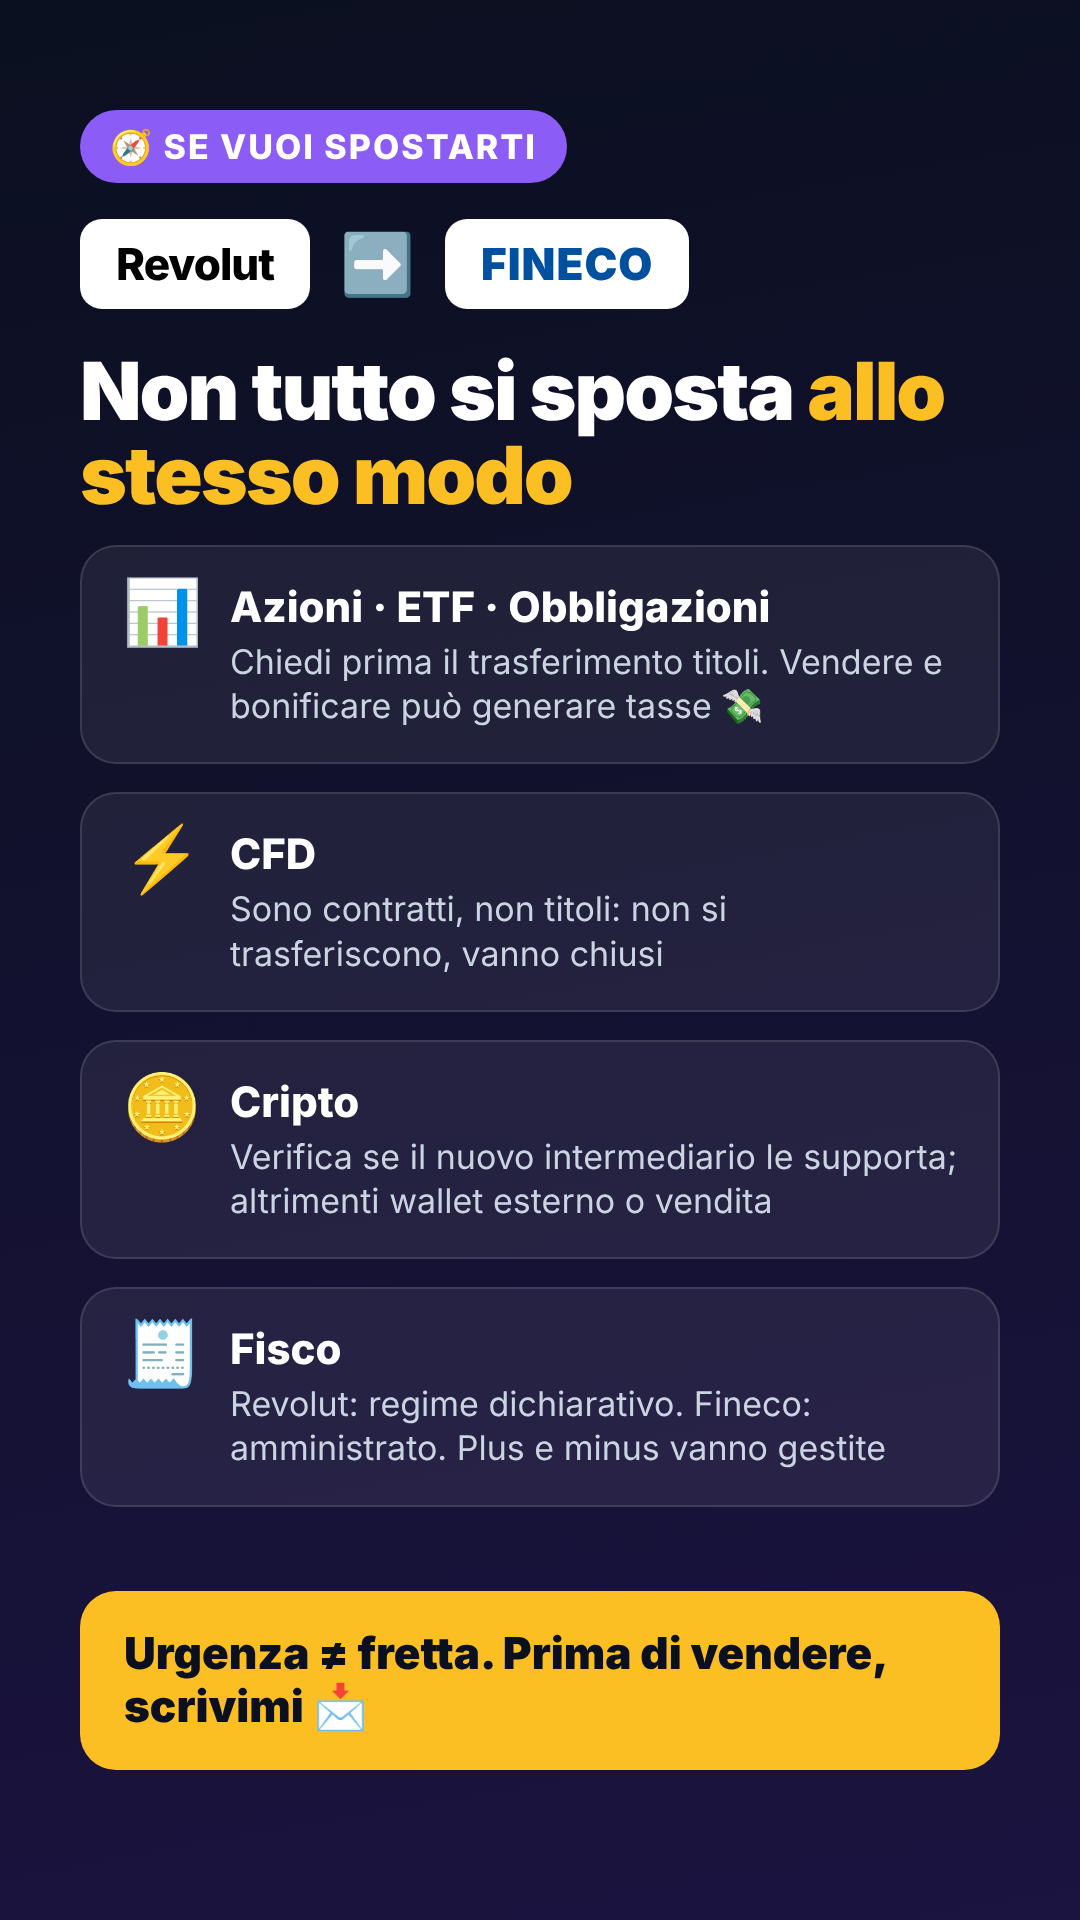 🧭 SE VUOI SPOSTARTI
Revolut ➡️ FINECO
Non tutto si sposta allo
stesso modo
Azioni · ETF · Obbligazioni
Chiedi prima il trasferimento titoli. Vendere e
bonificare può generare tasse 💸
CFD
Sono contratti, non titoli: non si
trasferiscono, vanno chiusi
Cripto
Verifica se il nuovo intermediario le supporta;
altrimenti wallet esterno o vendita
Fisco
Revolut: regime dichiarativo. Fineco:
amministrato. Plus e minus vanno gestite
Urgenza ≠ fretta. Prima di vendere,
scrivimi 📩